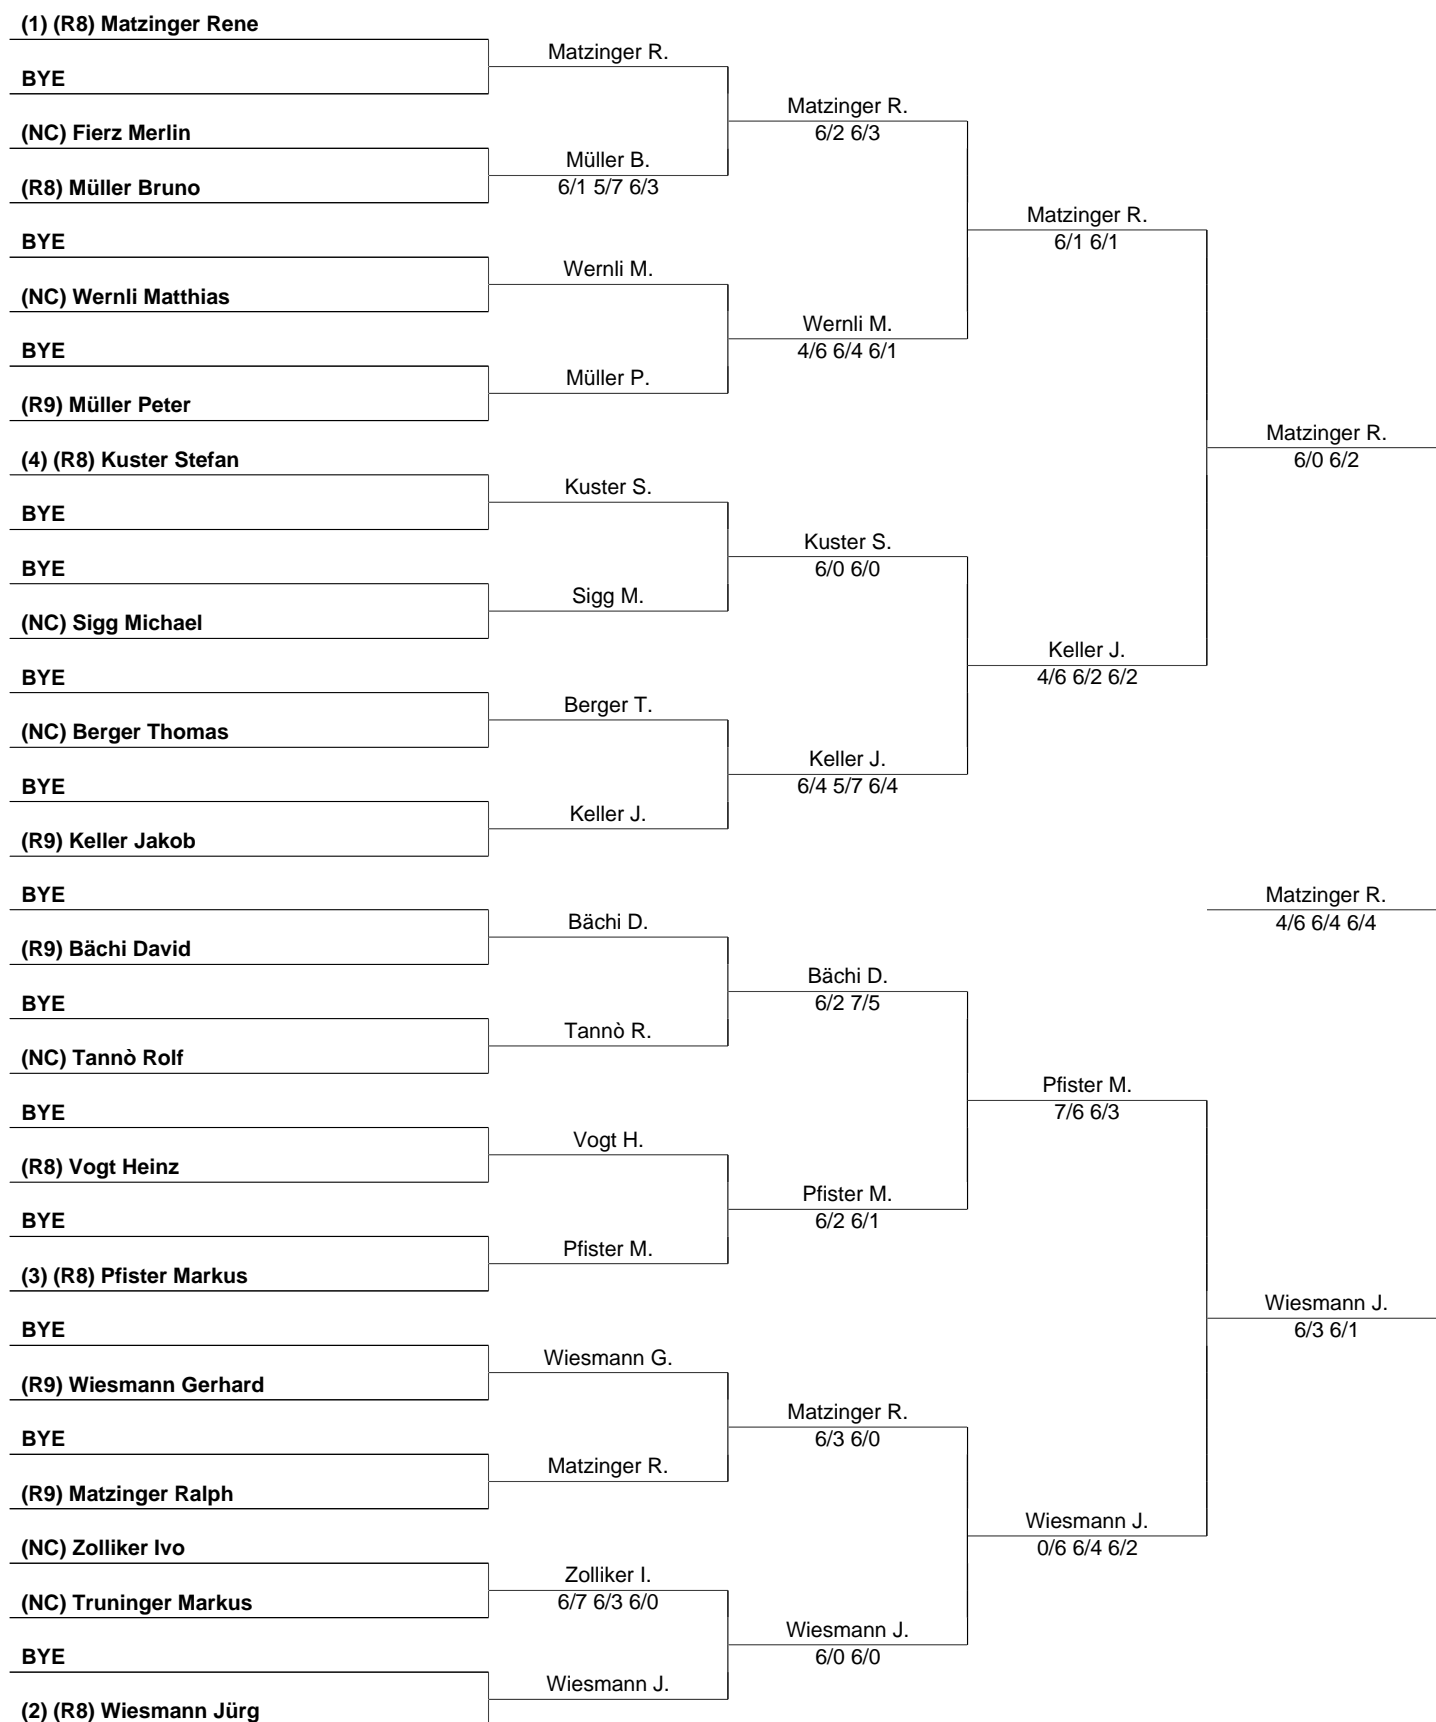 (1) (R8) Matzinger Rene
BYE
(NC) Fierz Merlin
(R8) Müller Bruno
BYE
(NC) Wernli Matthias
BYE
(R9) Müller Peter
(4) (R8) Kuster Stefan
BYE
BYE
(NC) Sigg Michael
BYE
(NC) Berger Thomas
BYE
(R9) Keller Jakob
BYE
(R9) Bächi David
BYE
(NC) Tannò Rolf
BYE
(R8) Vogt Heinz
BYE
(3) (R8) Pfister Markus
BYE
(R9) Wiesmann Gerhard
BYE
(R9) Matzinger Ralph
(NC) Zolliker Ivo
(NC) Truninger Markus
BYE
(2) (R8) Wiesmann Jürg
Matzinger R.
Müller B.
6/1 5/7 6/3
Wernli M.
Müller P.
Kuster S.
Sigg M.
Berger T.
Keller J.
Bächi D.
Tannò R.
Vogt H.
Pfister M.
Wiesmann G.
Matzinger R.
Zolliker I.
6/7 6/3 6/0
Wiesmann J.
Matzinger R.
6/2 6/3
Wernli M.
4/6 6/4 6/1
Kuster S.
6/0 6/0
Keller J.
6/4 5/7 6/4
Bächi D.
6/2 7/5
Pfister M.
6/2 6/1
Matzinger R.
6/3 6/0
Wiesmann J.
6/0 6/0
Matzinger R.
6/1 6/1
Keller J.
4/6 6/2 6/2
Pfister M.
7/6 6/3
Wiesmann J.
0/6 6/4 6/2
Matzinger R.
6/0 6/2
Matzinger R.
4/6 6/4 6/4
Wiesmann J.
6/3 6/1